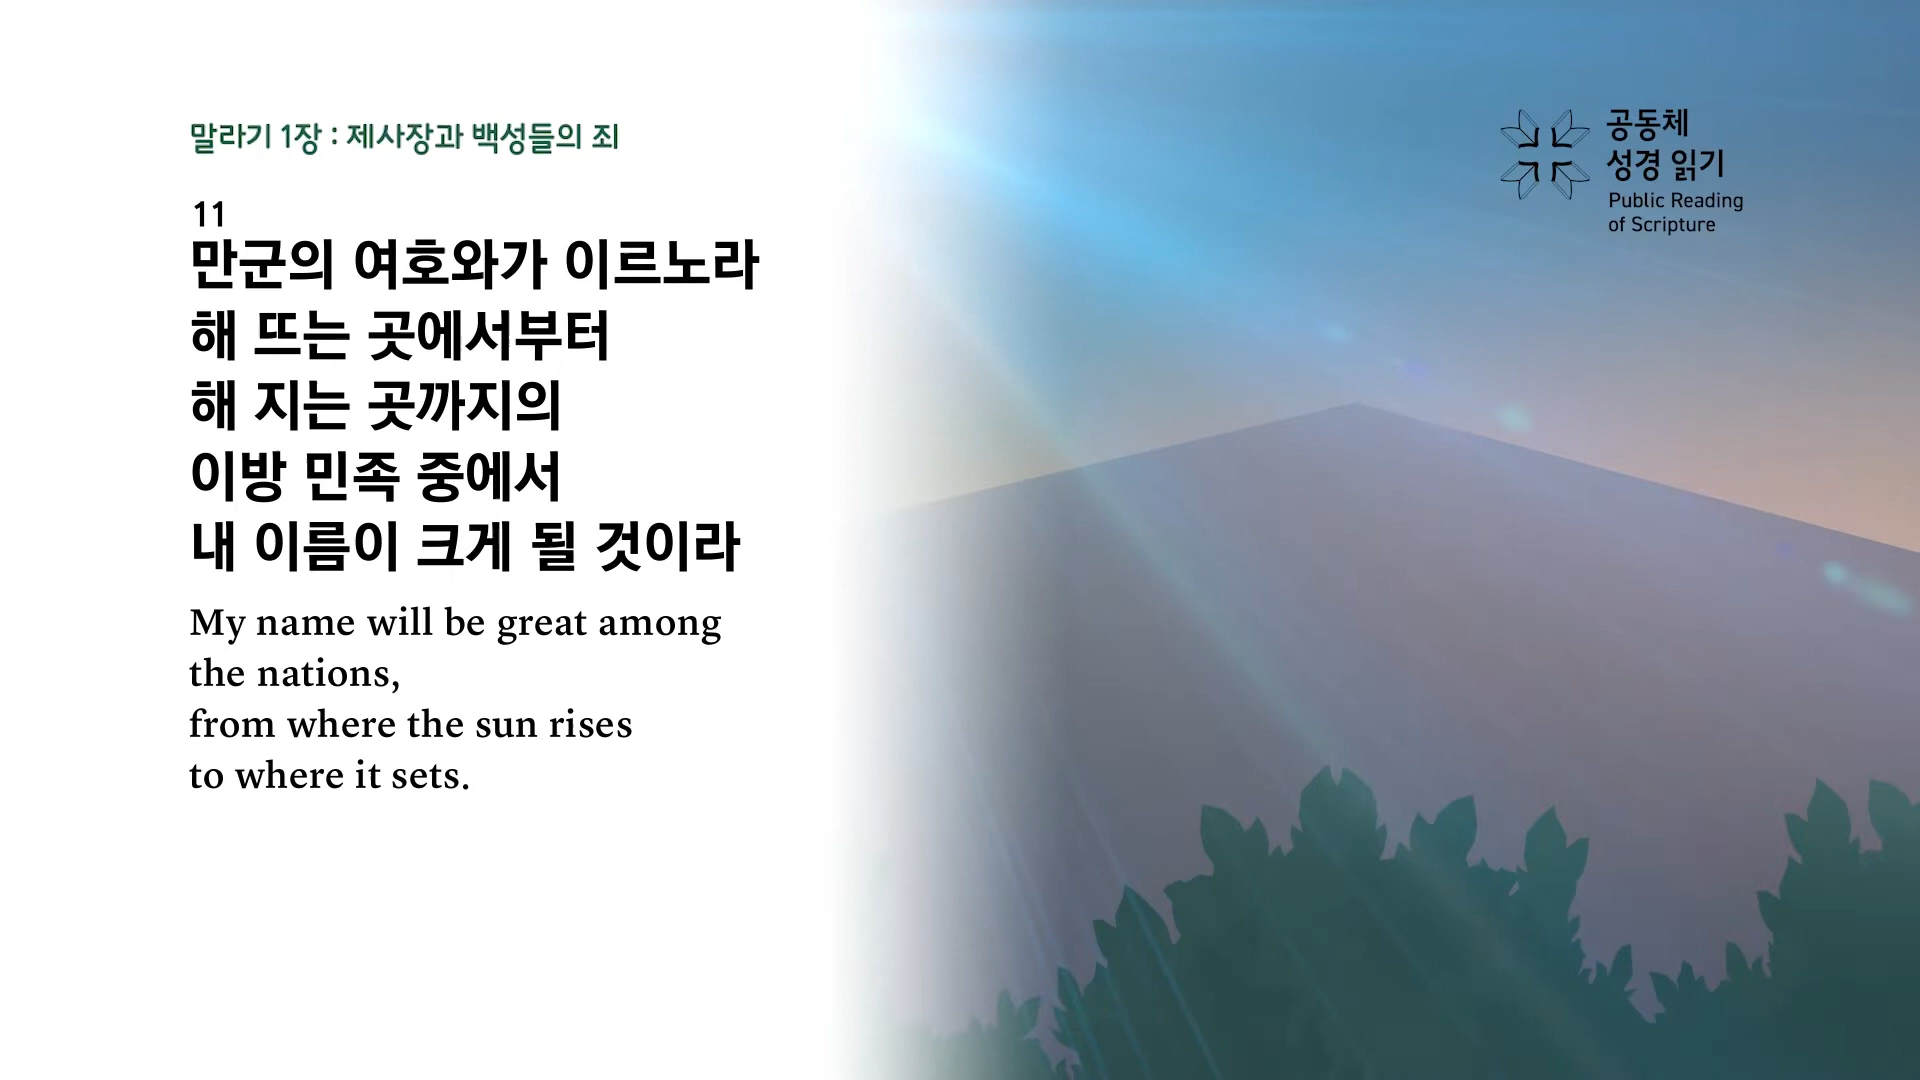 말라기 1장 : 제사장과 백성들의 죄
11
만군의 여호와가 이르노라
해 뜨는 곳에서부터
해 지는 곳까지의
이방 민족 중에서
내 이름이 크게 될 것이라
My name will be great among
the nations,
from where the sun rises
to where it sets.
공동체
성경 읽기
Public Reading
of Scripture